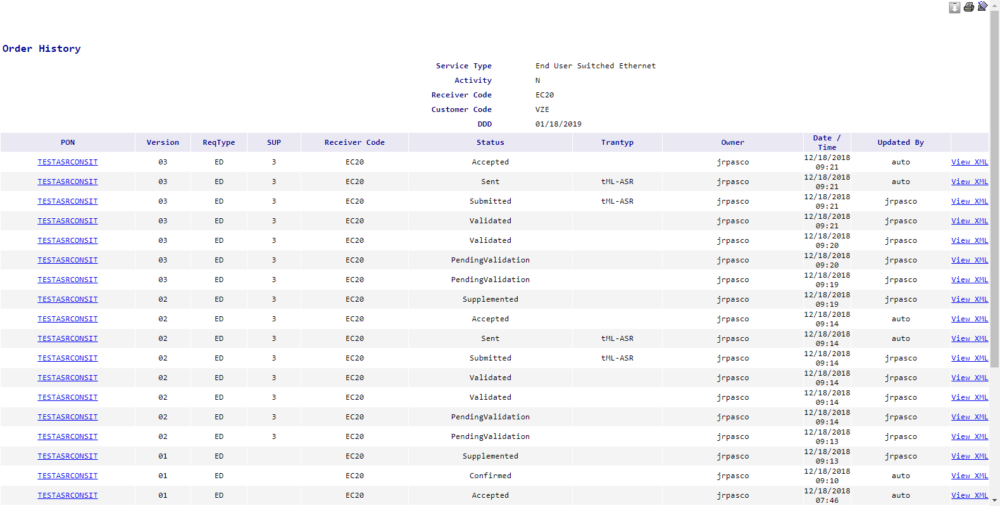 Order History
Service Type End User Switched Ethernet
Activity N
Receiver Code EC20
Customer Code VZE
DDD 01/18/2019
PON Version ReqType SUP Receiver Code Status Trantyp Owner Date / Time Updated By
TESTASRCONSIT 03 ED 3 EC20 Accepted jrpasco 12/18/2018 09:21 auto View XML
TESTASRCONSIT 03 ED 3 EC20 Sent tML-ASR jrpasco 12/18/2018 09:21 auto View XML
TESTASRCONSIT 03 ED 3 EC20 Submitted tML-ASR jrpasco 12/18/2018 09:21 jrpasco View XML
TESTASRCONSIT 03 ED 3 EC20 Validated jrpasco 12/18/2018 09:21 jrpasco View XML
TESTASRCONSIT 03 ED 3 EC20 Validated jrpasco 12/18/2018 09:20 jrpasco View XML
TESTASRCONSIT 03 ED 3 EC20 PendingValidation jrpasco 12/18/2018 09:20 jrpasco View XML
TESTASRCONSIT 03 ED 3 EC20 PendingValidation jrpasco 12/18/2018 09:19 jrpasco View XML
TESTASRCONSIT 02 ED 3 EC20 Supplemented jrpasco 12/18/2018 09:19 jrpasco View XML
TESTASRCONSIT 02 ED 3 EC20 Accepted jrpasco 12/18/2018 09:14 auto View XML
TESTASRCONSIT 02 ED 3 EC20 Sent tML-ASR jrpasco 12/18/2018 09:14 auto View XML
TESTASRCONSIT 02 ED 3 EC20 Submitted tML-ASR jrpasco 12/18/2018 09:14 jrpasco View XML
TESTASRCONSIT 02 ED 3 EC20 Validated jrpasco 12/18/2018 09:14 jrpasco View XML
TESTASRCONSIT 02 ED 3 EC20 Validated jrpasco 12/18/2018 09:14 jrpasco View XML
TESTASRCONSIT 02 ED 3 EC20 PendingValidation jrpasco 12/18/2018 09:14 jrpasco View XML
TESTASRCONSIT 02 ED 3 EC20 PendingValidation jrpasco 12/18/2018 09:13 jrpasco View XML
TESTASRCONSIT 01 ED EC20 Supplemented jrpasco 12/18/2018 09:13 jrpasco View XML
TESTASRCONSIT 01 ED EC20 Confirmed jrpasco 12/18/2018 09:10 auto View XML
TESTASRCONSIT 01 ED EC20 Accepted jrpasco 12/18/2018 07:46 auto View XML